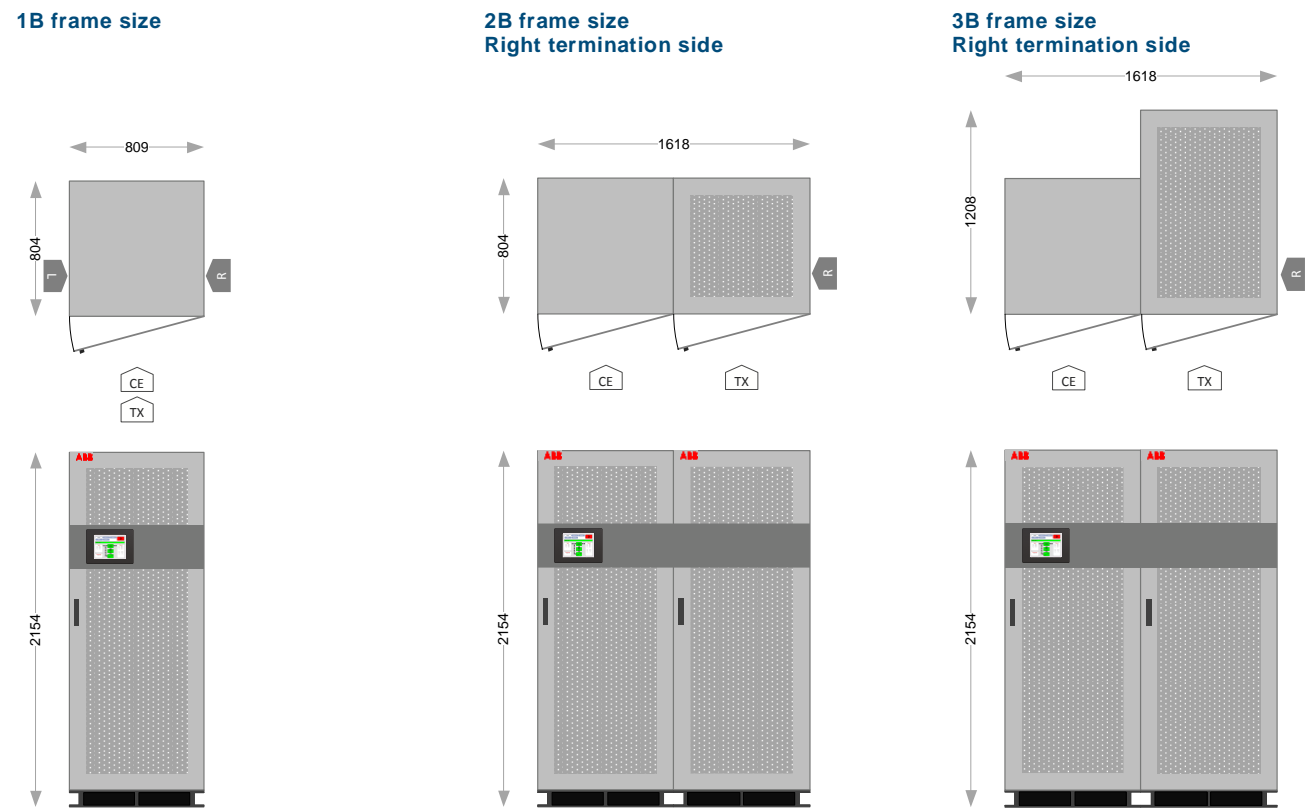 1B frame size
2B frame size
Right termination side
3B frame size
Right termination side
809
804
L
R
CE
TX
1618
804
R
CE
TX
1618
1208
R
CE
TX
ABB
2154
ABB
ABB
2154
ABB
ABB
2154